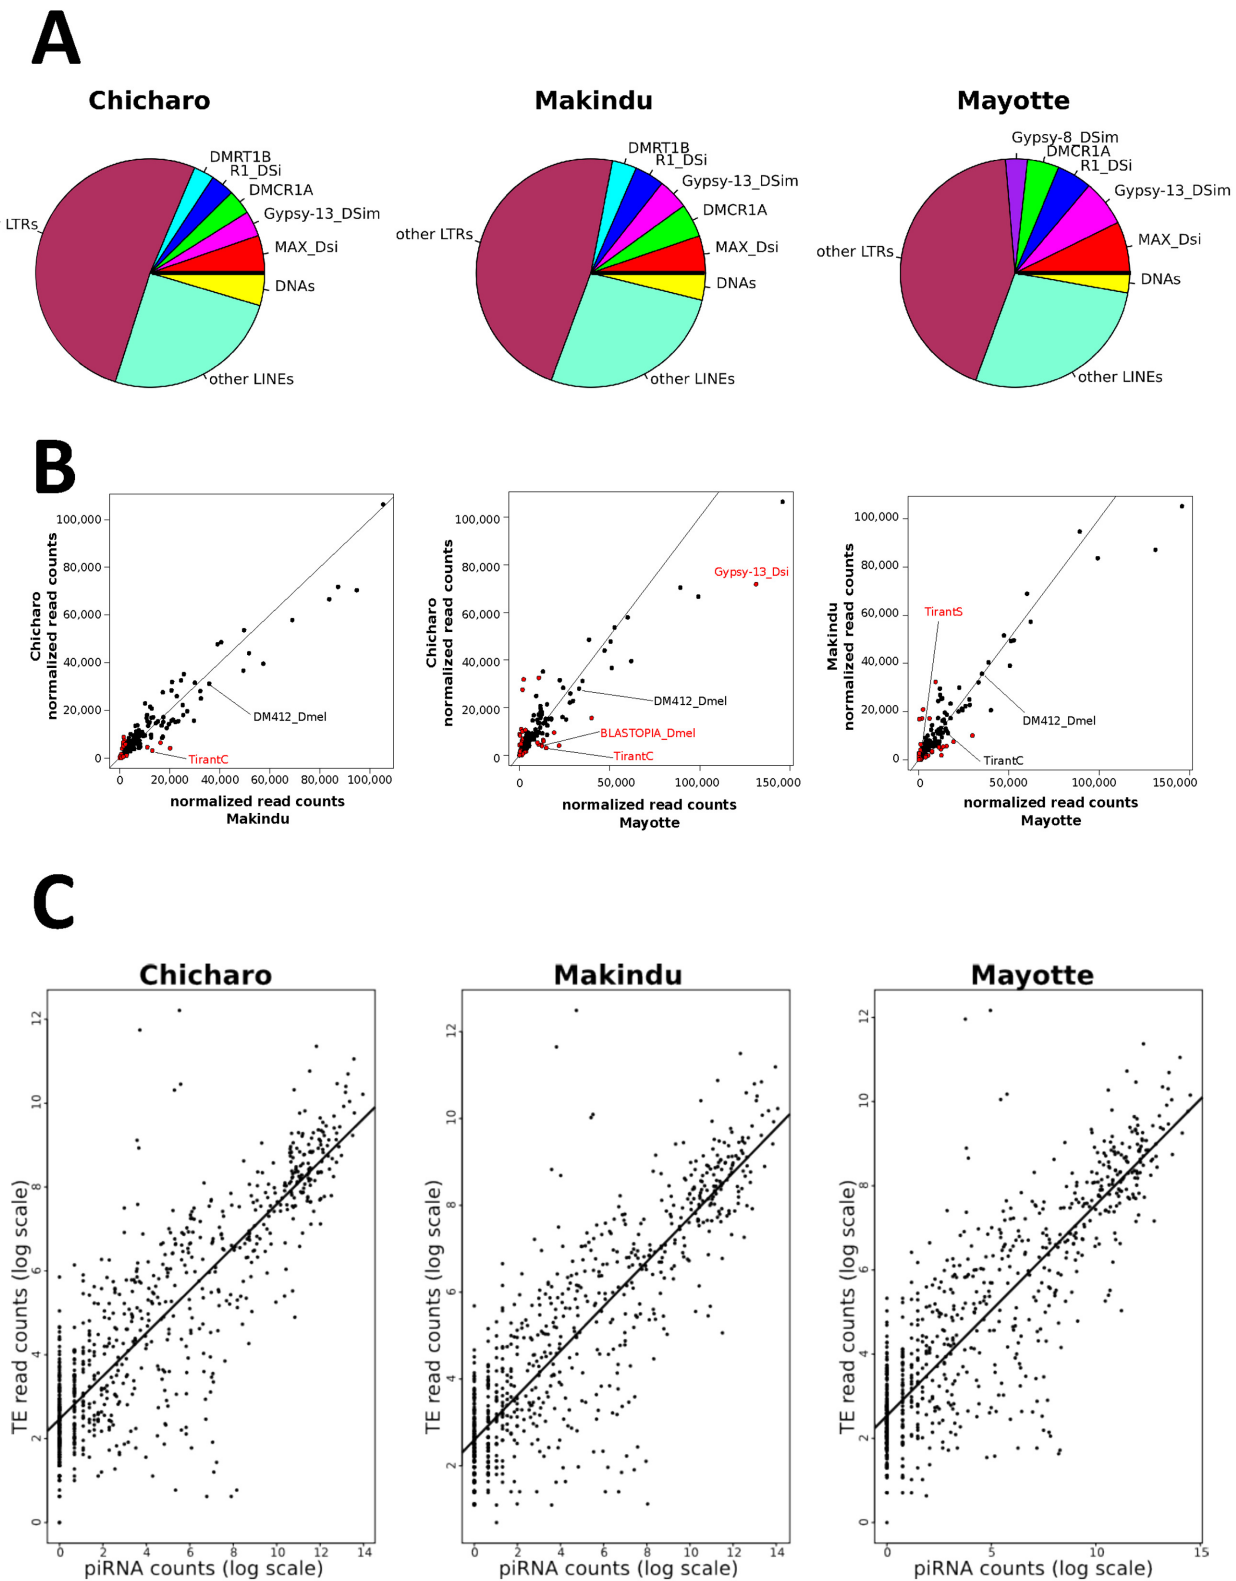 A
Chicharo
Makindu
Mayotte
DMRT1B
R1_DSi
DMCR1A
Gypsy-13_DSim
MAX_Dsi
DNAs
other LINEs
LTRs
DMRT1B
R1_DSi
Gypsy-13_DSim
DMCR1A
MAX_Dsi
DNAs
other LINEs
other LTRs
Gypsy-8_DSim
DMCR1A
R1_DSi
Gypsy-13_DSim
MAX_Dsi
DNAs
other LINEs
other LTRs
B
Chicharo
normalized read counts
100,000
80,000
60,000
40,000
20,000
0
DM412_Dmel
TirantC
0 20,000 40,000 60,000 80,000 100,000
normalized read counts
Makindu
Chicharo
normalized read counts
100,000
80,000
60,000
40,000
20,000
0
Gypsy-13_Dsi
DM412_Dmel
BLASTOPIA_Dmel
TirantC
0 50,000 100,000 150,000
normalized read counts
Mayotte
Makindu
normalized read counts
100,000
80,000
60,000
40,000
20,000
0
TirantS
DM412_Dmel
TirantC
0 50,000 100,000 150,000
normalized read counts
Mayotte
C
Chicharo
TE read counts (log scale)
12
10
8
6
4
2
0
0 2 4 6 8 10 12 14
piRNA counts (log scale)
Makindu
TE read counts (log scale)
12
10
8
6
4
2
0 2 4 6 8 10 12 14
piRNA counts (log scale)
Mayotte
TE read counts (log scale)
12
10
8
6
4
2
0
0 5 10 15
piRNA counts (log scale)